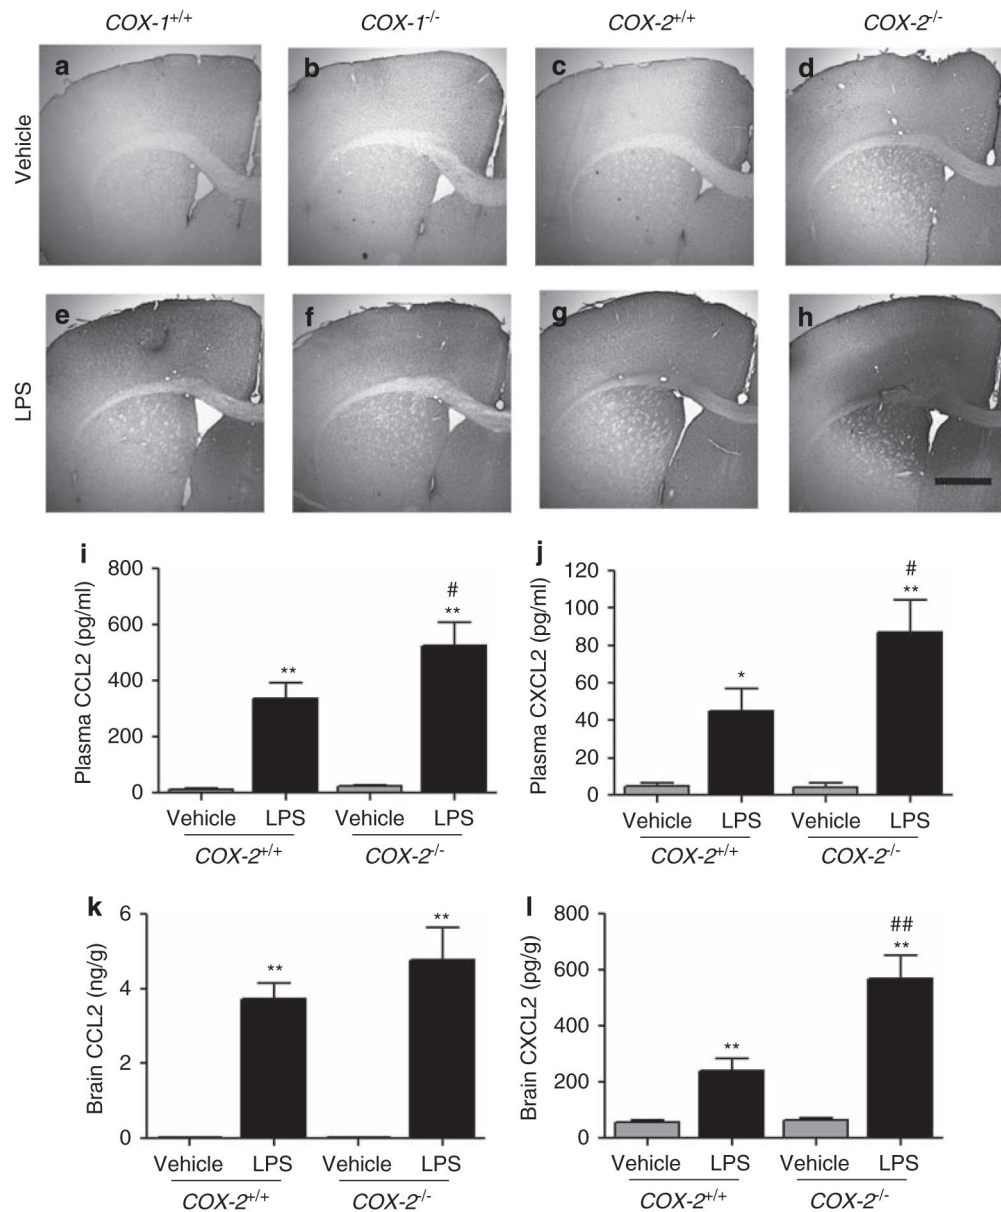 COX-1+/+ COX-1-/- COX-2+/+ COX-2-/-
Vehicle
a b c d
LPS
e f g h
i
Plasma CCL2 (pg/ml)
800
600
400
200
0
**
#
**
Vehicle LPS Vehicle LPS
COX-2+/+ COX-2-/-
j
Plasma CXCL2 (pg/ml)
120
100
80
60
40
20
0
*
#
**
Vehicle LPS Vehicle LPS
COX-2+/+ COX-2-/-
k
Brain CCL2 (ng/g)
6
4
2
0
**
**
Vehicle LPS Vehicle LPS
COX-2+/+ COX-2-/-
l
Brain CXCL2 (pg/g)
800
600
400
200
0
**
##
**
Vehicle LPS Vehicle LPS
COX-2+/+ COX-2-/-